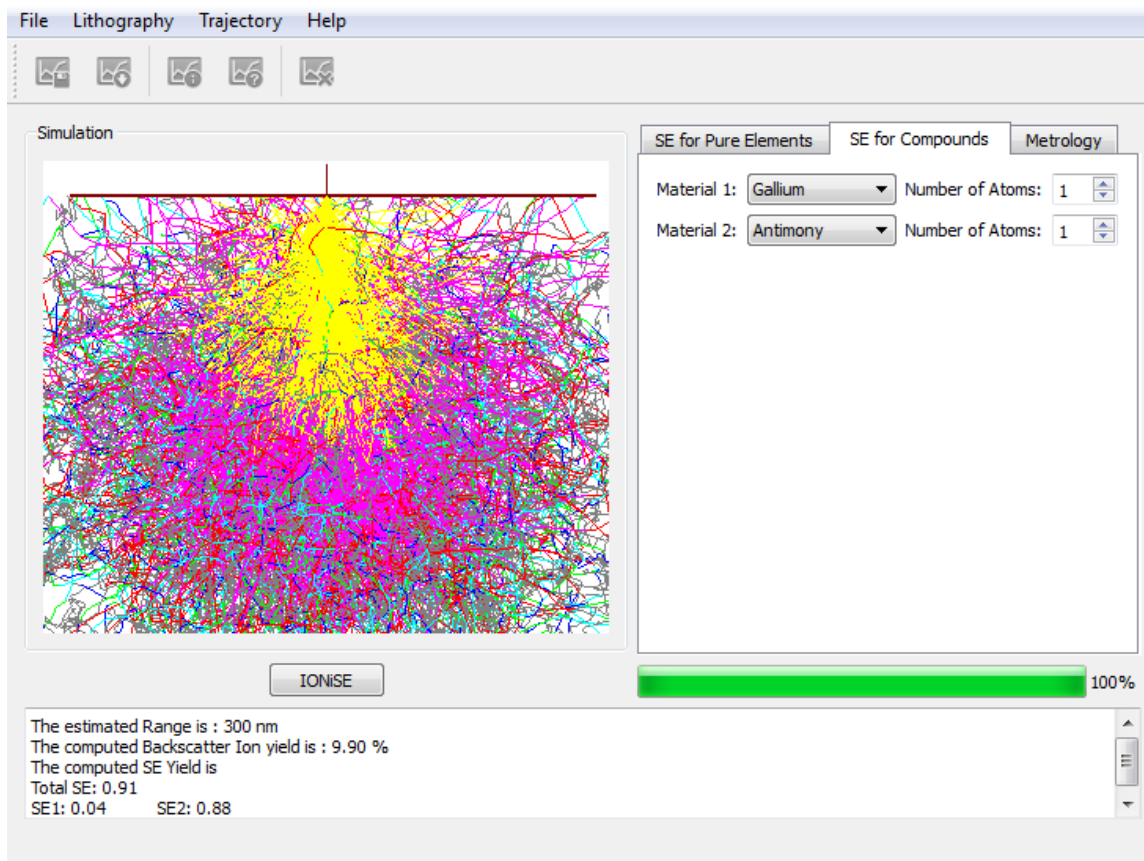 File Lithography Trajectory Help
Simulation
SE for Pure Elements SE for Compounds Metrology
Material 1: Gallium Number of Atoms: 1
Material 2: Antimony Number of Atoms: 1
IONiSE
100%
The estimated Range is : 300 nm
The computed Backscatter Ion yield is : 9.90 %
The computed SE Yield is
Total SE: 0.91
SE1: 0.04 SE2: 0.88